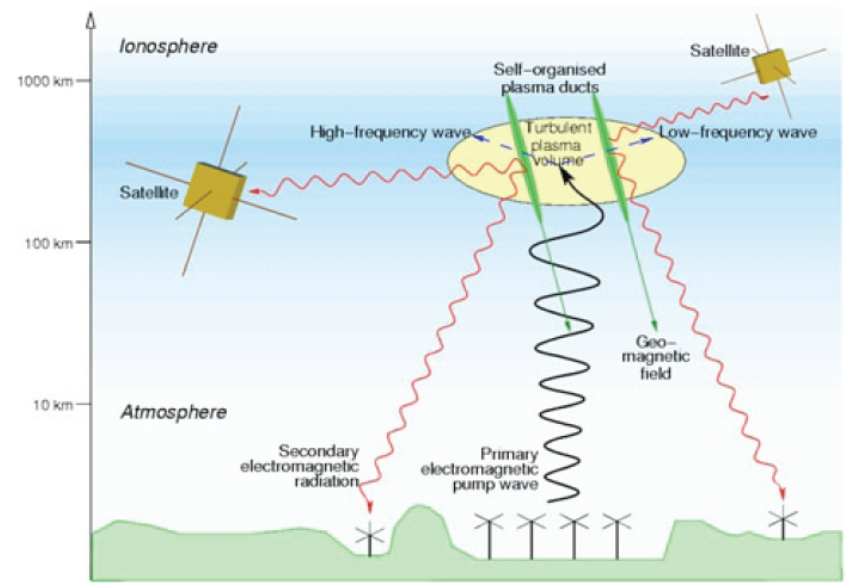 Ionosphere
Satellite
1000 km
Self-organised
plasma ducts
High-frequency wave
Turbulent
plasma
volume
Low-frequency wave
Satellite
100 km
Geo-
magnetic
field
10 km
Atmosphere
Secondary
electromagnetic
radiation
Primary
electromagnetic
pump wave